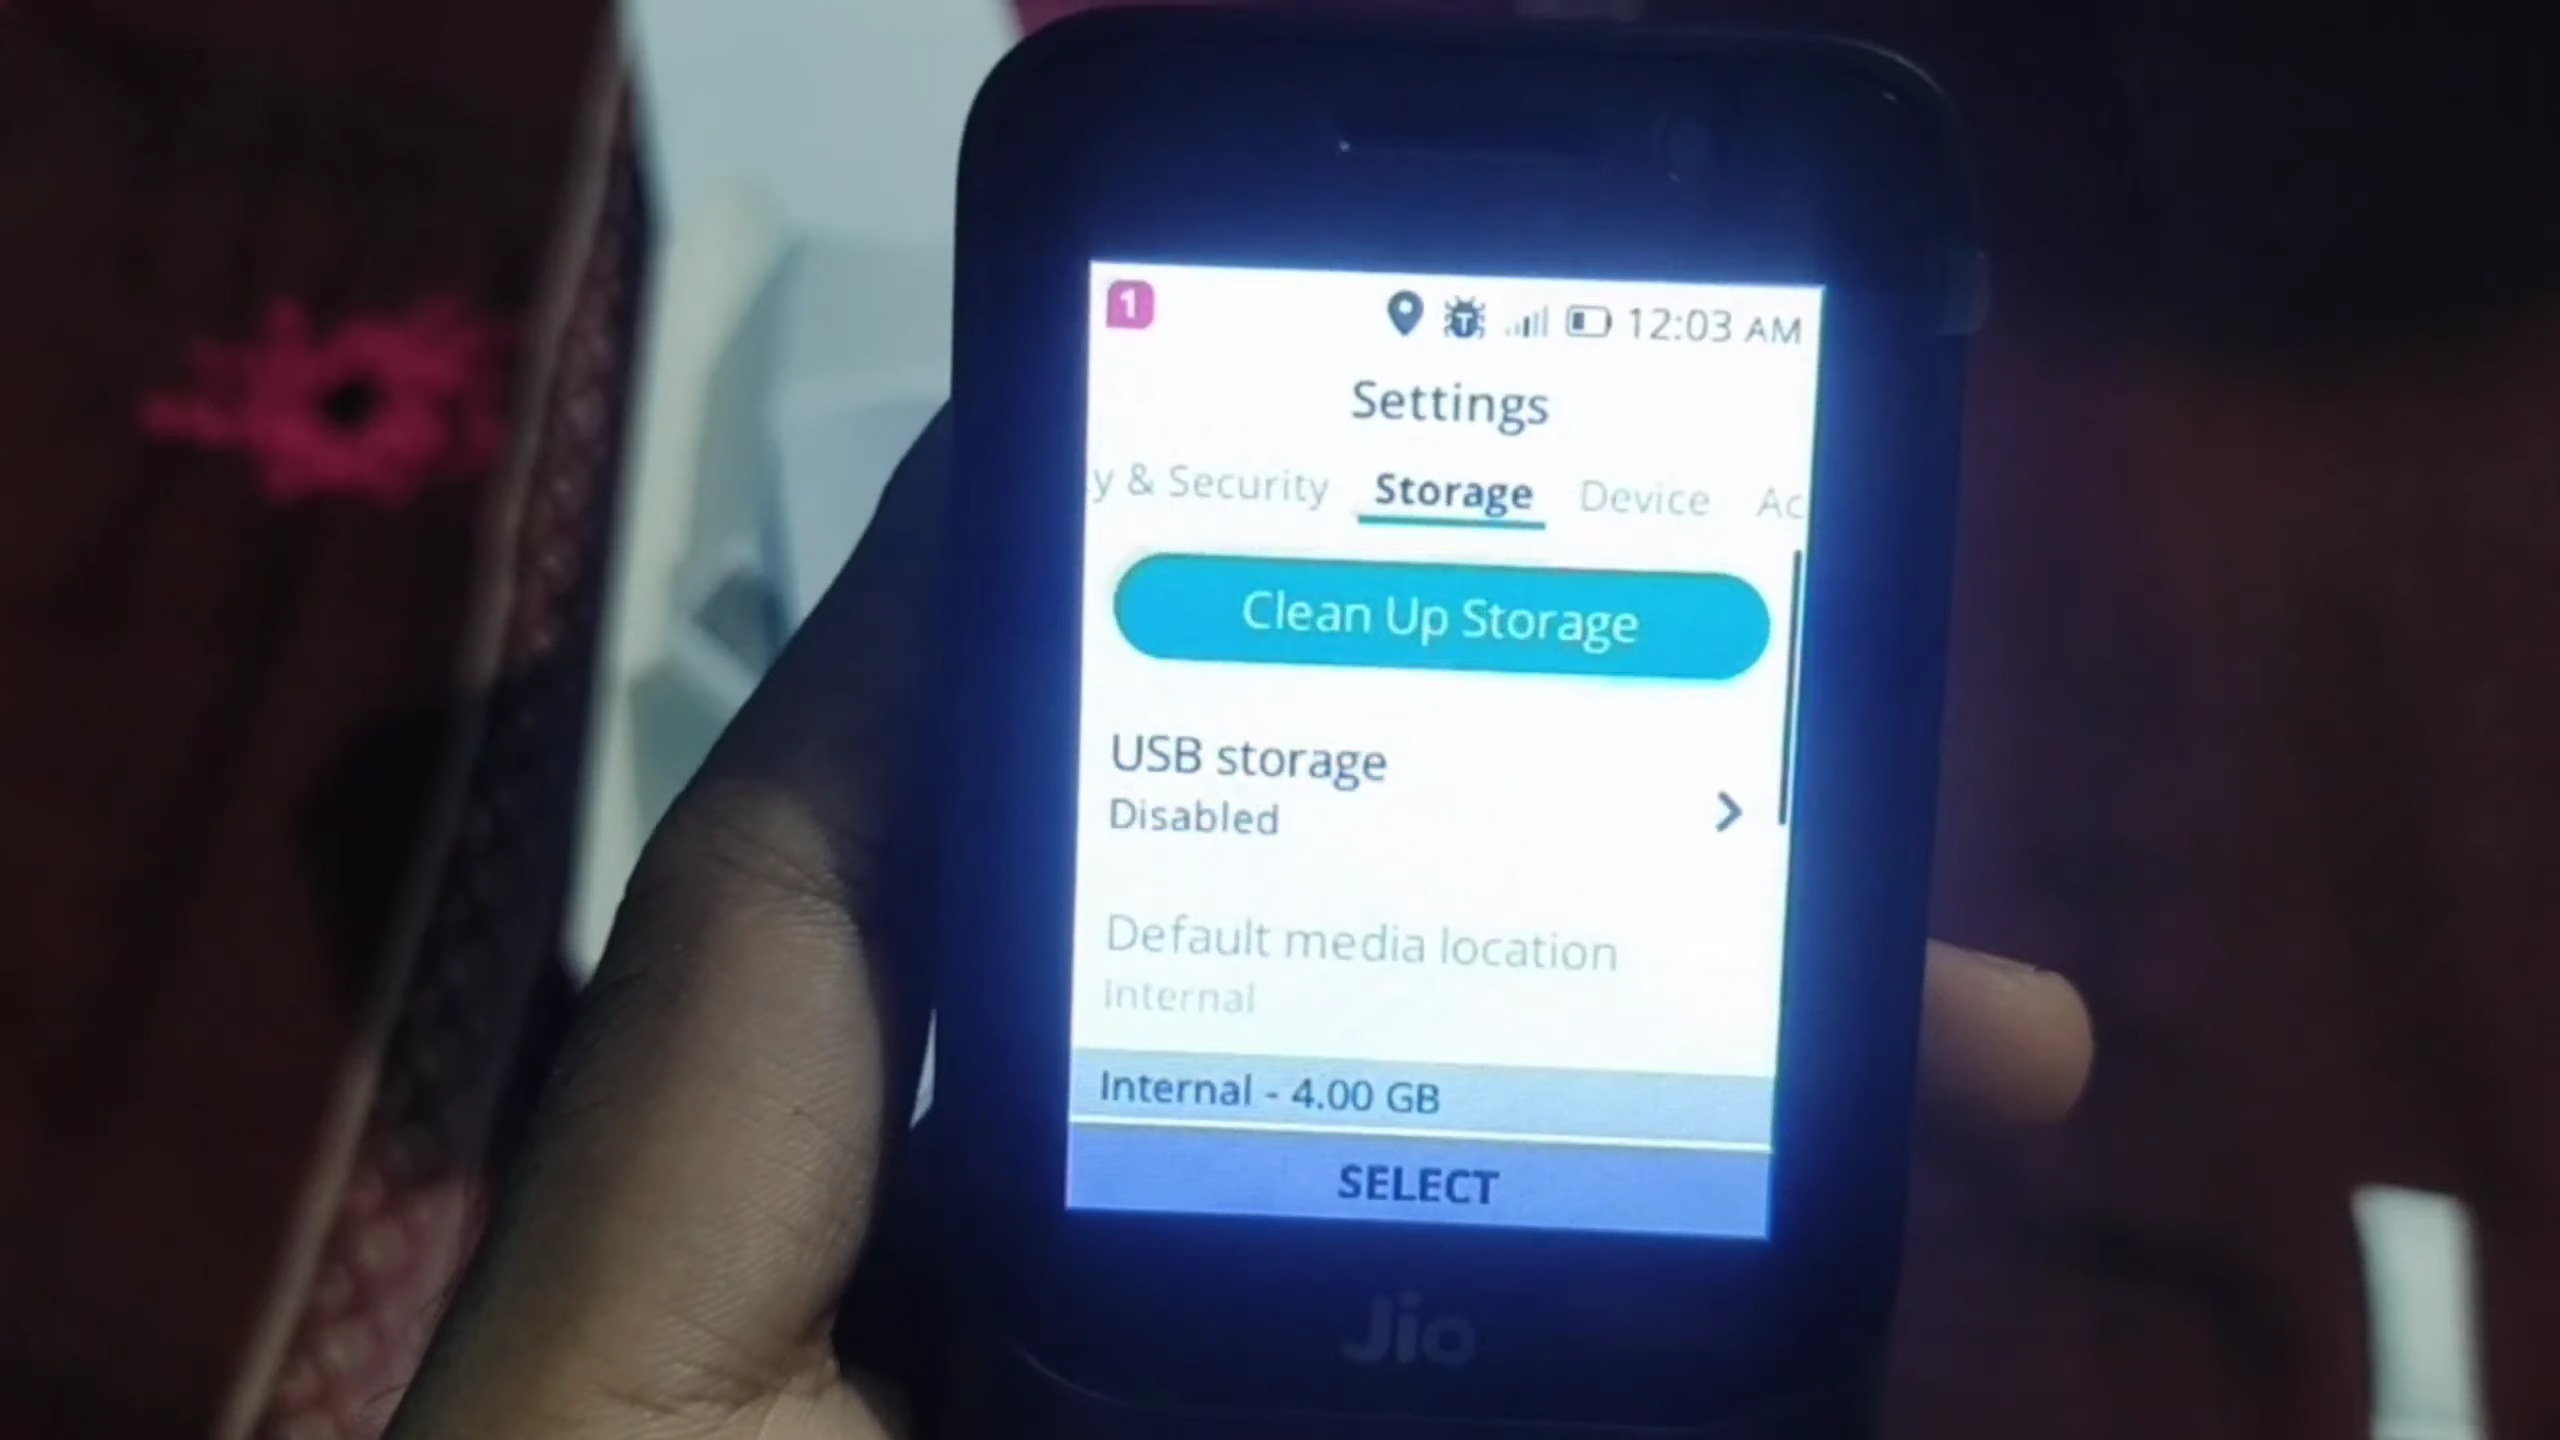 1 12:03 AM
Settings
y & Security Storage Device Ac
Clean Up Storage
USB storage
Disabled
Default media location
Internal
Internal - 4.00 GB
SELECT
Jio